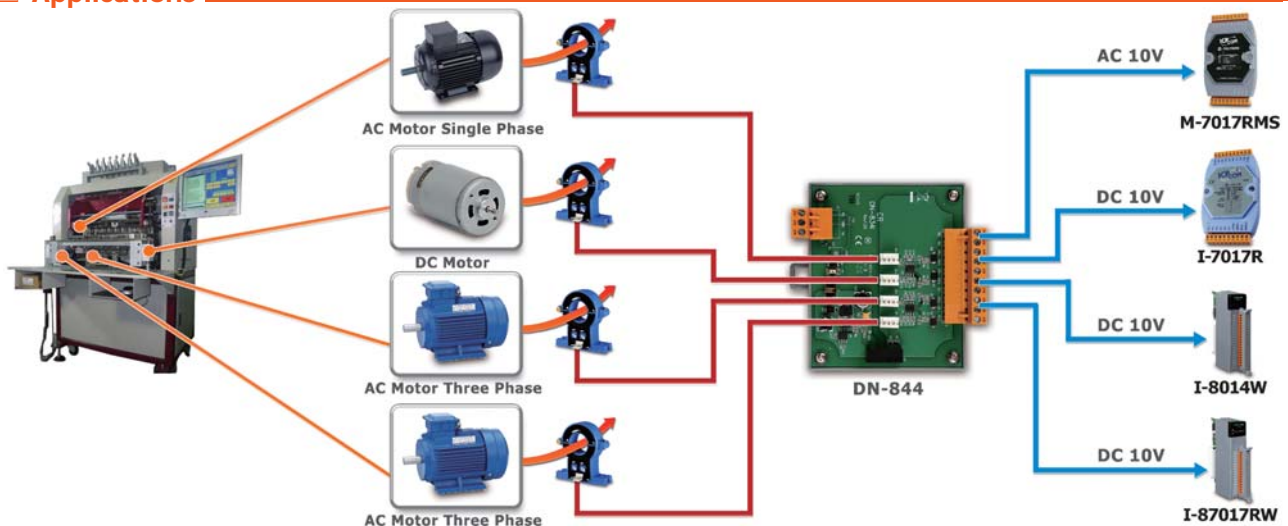 Applications
AC Motor Single Phase
DC Motor
AC Motor Three Phase
AC Motor Three Phase
DN-844
AC 10V
M-7017RMS
DC 10V
I-7017R
DC 10V
I-8014W
DC 10V
I-87017RW